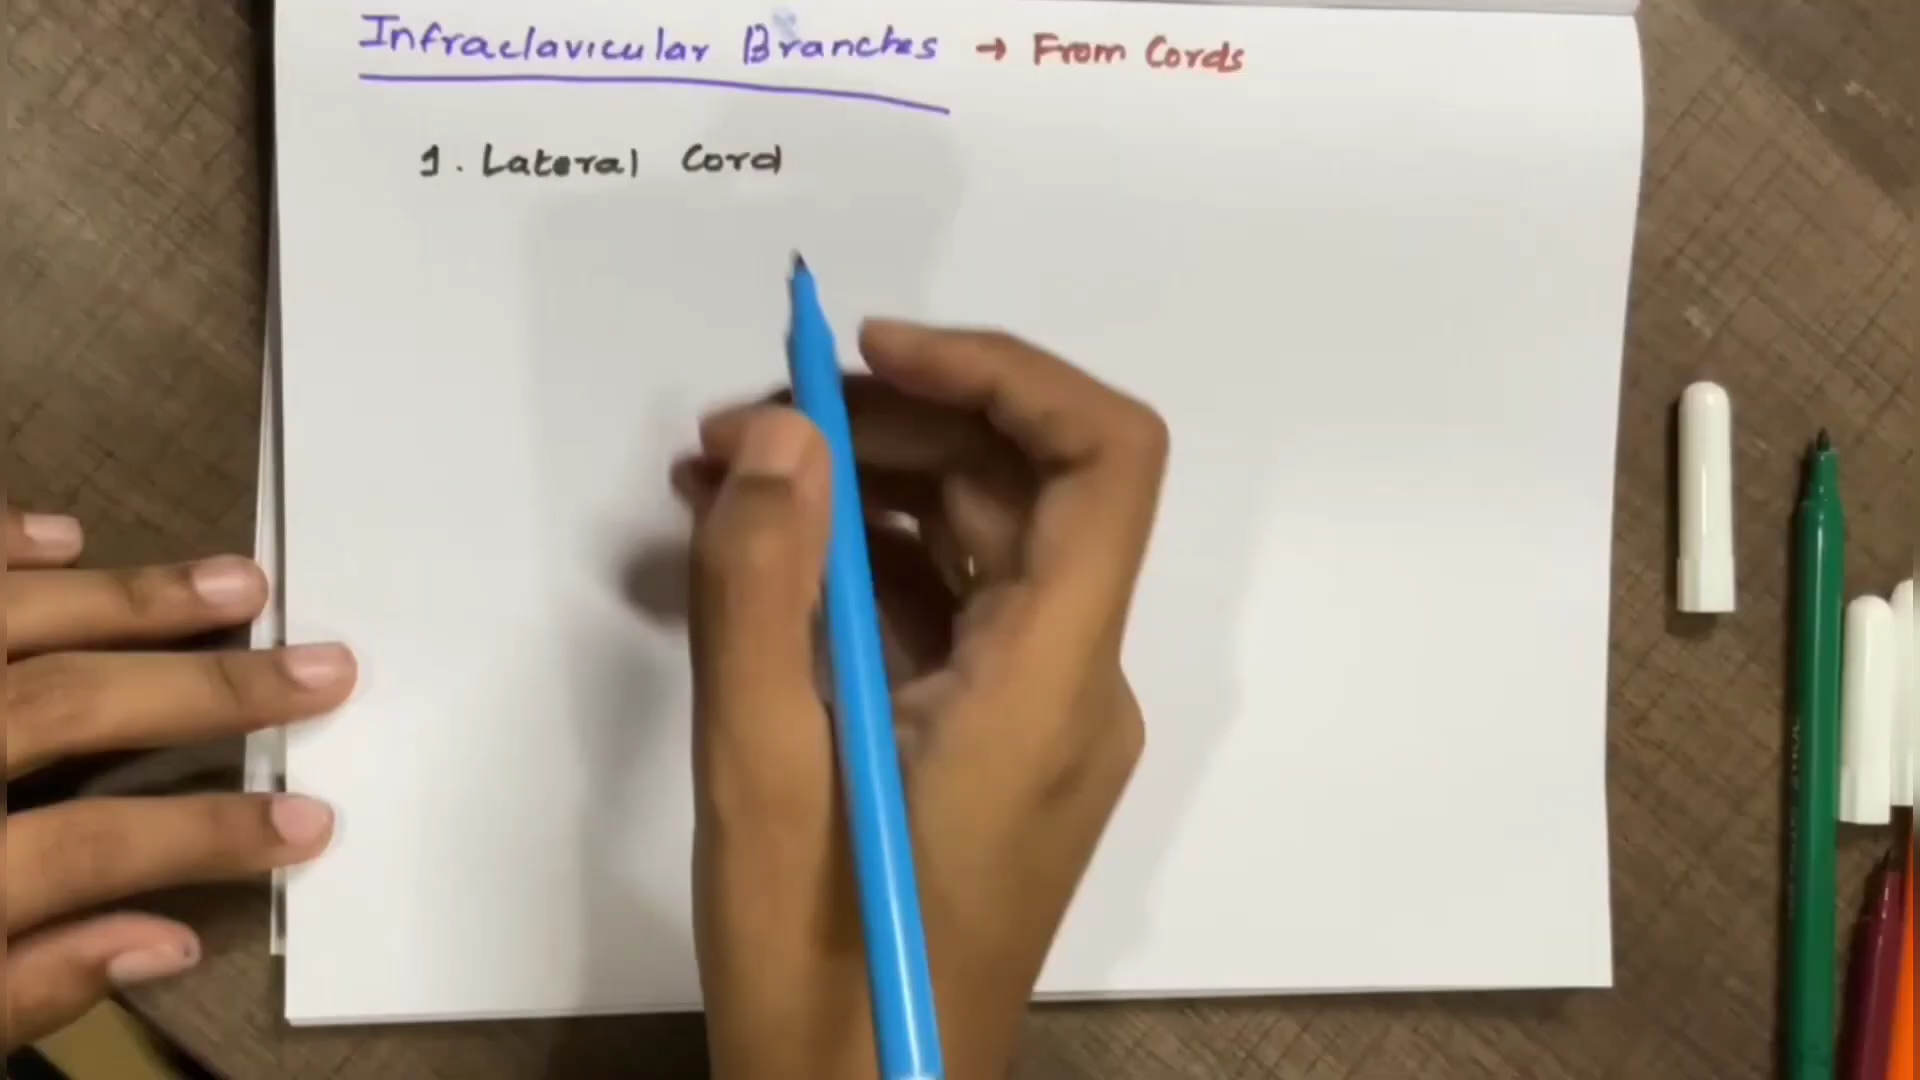 Infraclavicular Branches → From Cords
1. Lateral Cord